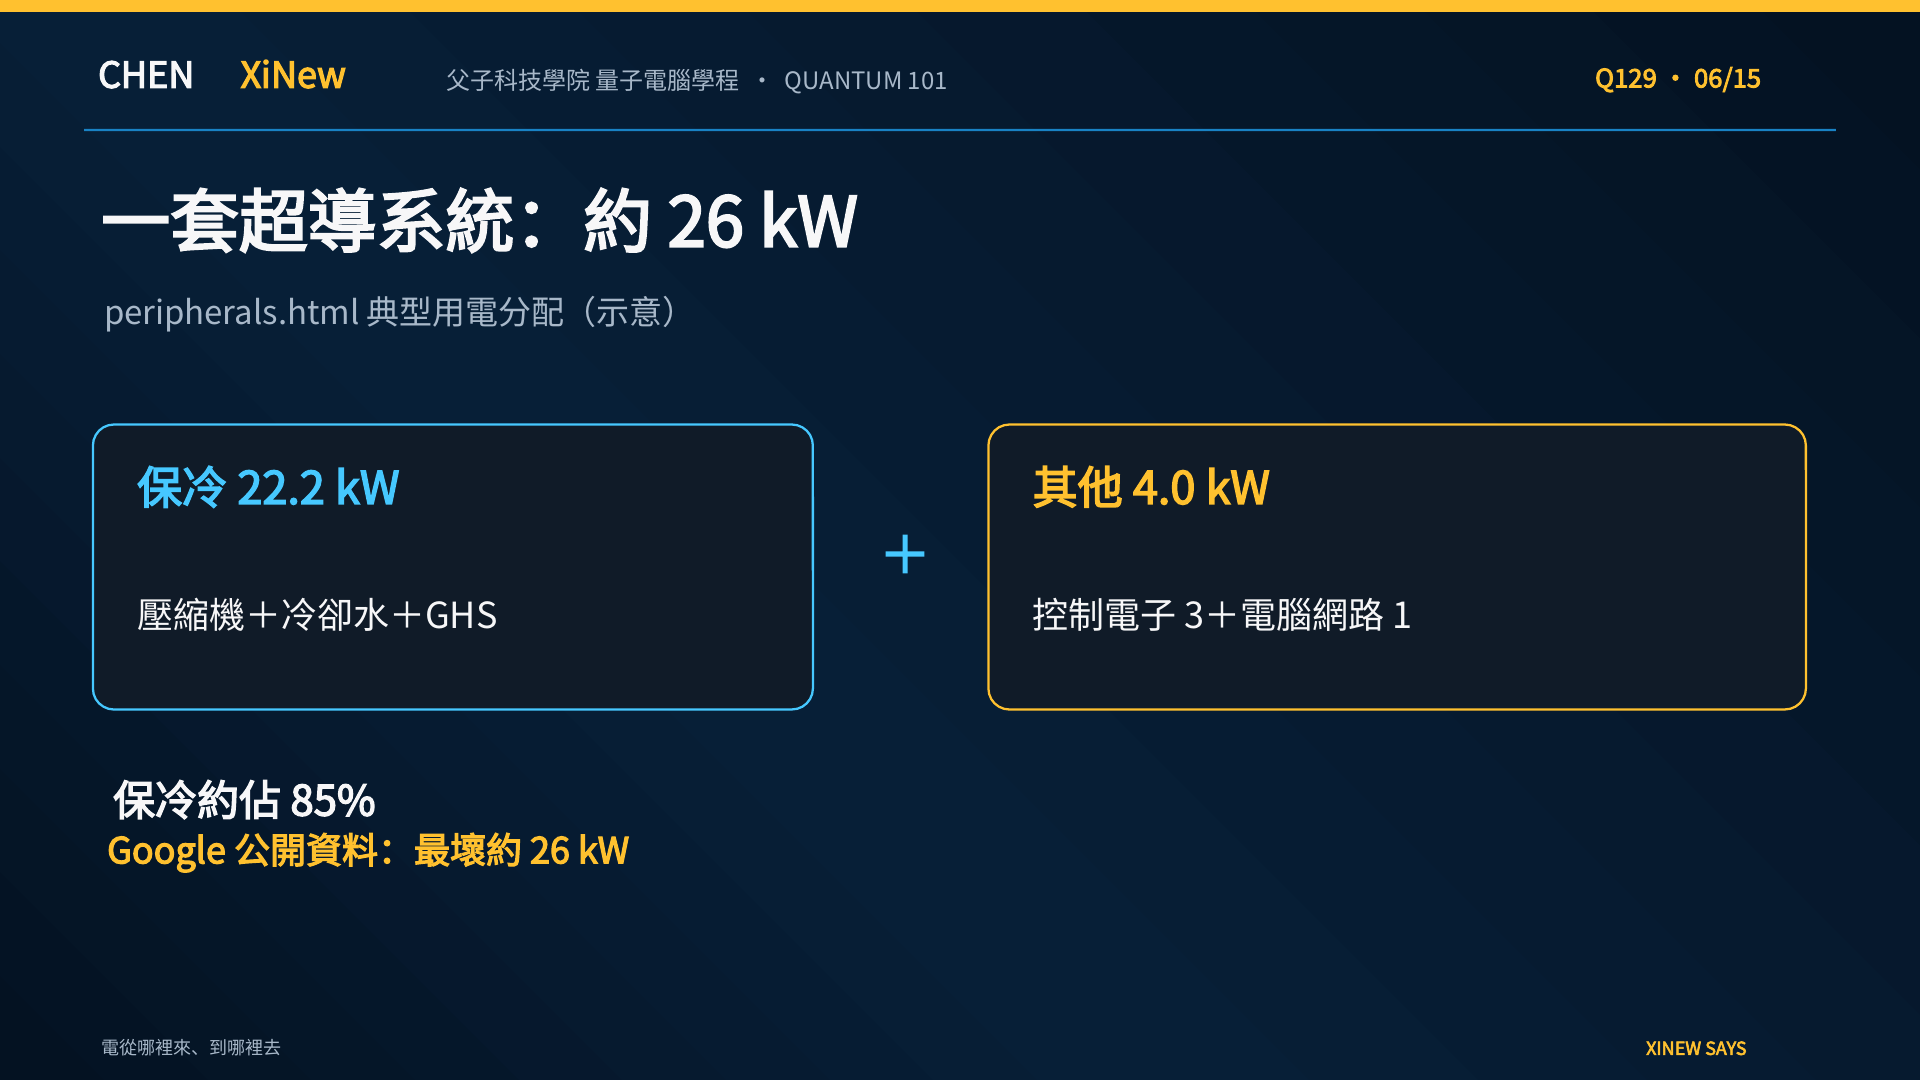 CHEN XiNew 父子科技學院 量子電腦學程 · QUANTUM 101 Q129 · 06/15
一套超導系統：約 26 kW
peripherals.html 典型用電分配（示意）
保冷 22.2 kW
壓縮機＋冷卻水＋GHS
＋
其他 4.0 kW
控制電子 3＋電腦網路 1
保冷約佔 85%
Google 公開資料：最壞約 26 kW
電從哪裡來、到哪裡去
XINEW SAYS